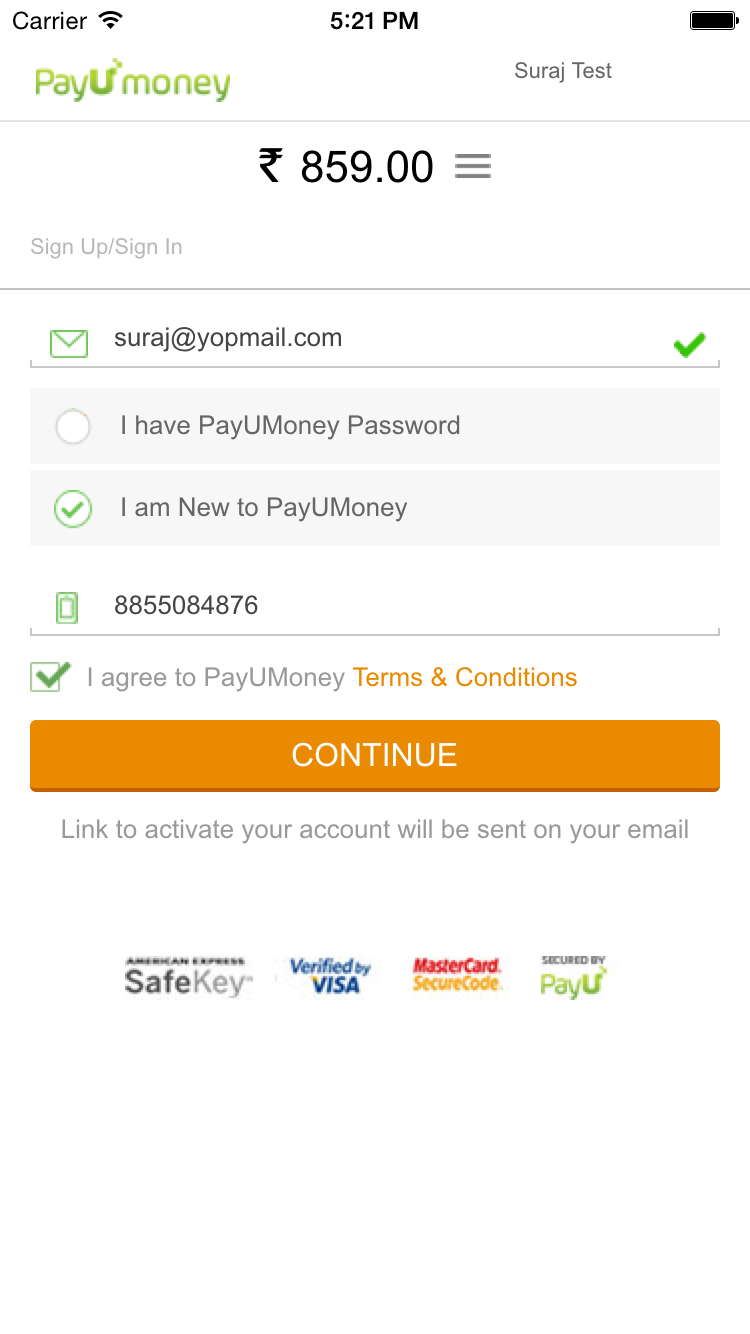 Carrier 5:21 PM
PayUmoney Suraj Test
₹ 859.00
Sign Up/Sign In
suraj@yopmail.com
I have PayUMoney Password
I am New to PayUMoney
8855084876
I agree to PayUMoney Terms & Conditions
CONTINUE
Link to activate your account will be sent on your email
AMERICAN EXPRESS
SafeKey
Verified by
VISA
MasterCard.
SecureCode.
SECURED BY
PayU